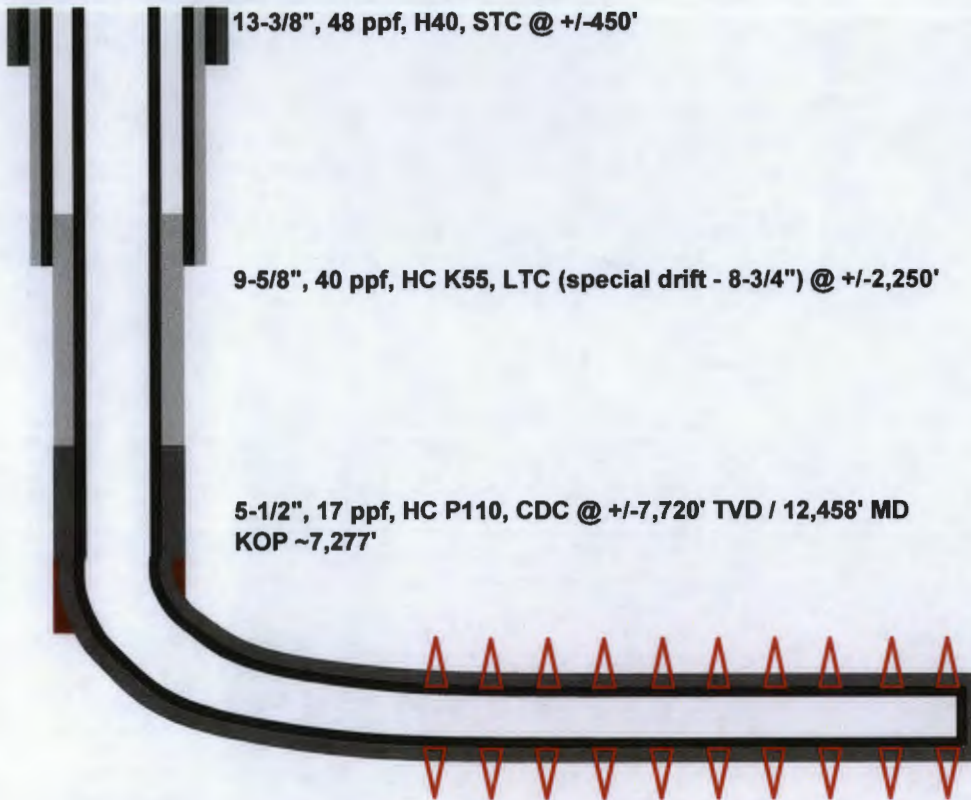 13-3/8", 48 ppf, H40, STC @ +/-450'
9-5/8", 40 ppf, HC K55, LTC (special drift - 8-3/4") @ +/-2,250'
5-1/2", 17 ppf, HC P110, CDC @ +/-7,720' TVD / 12,458' MD
KOP ~7,277'